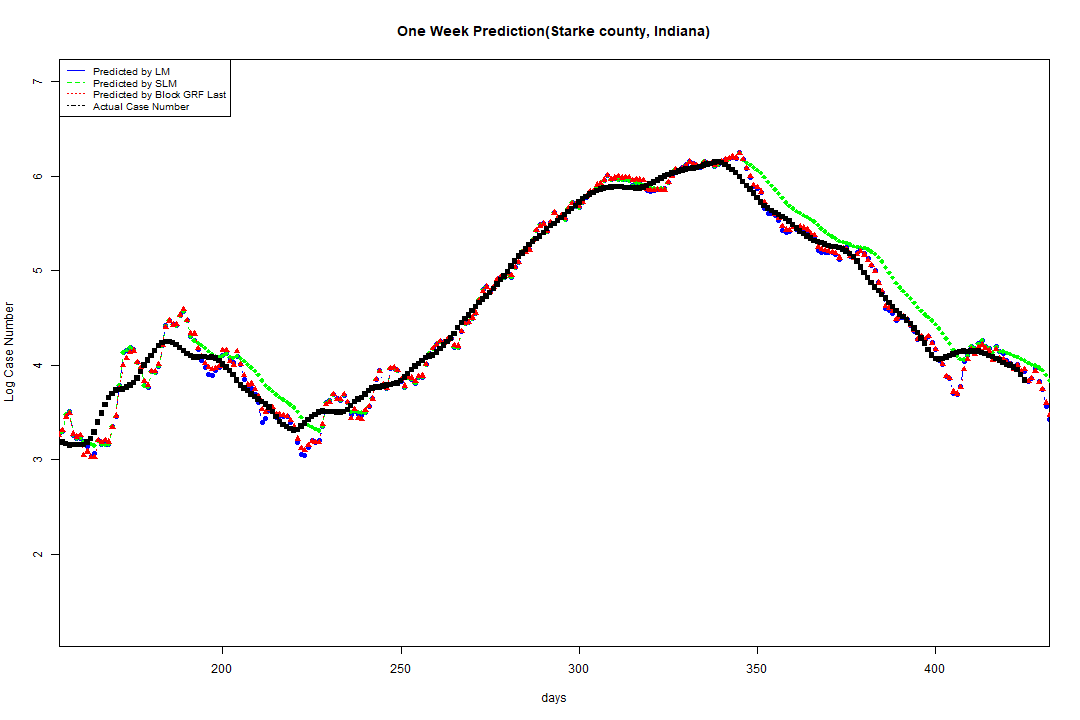 One Week Prediction(Starke county, Indiana)
Predicted by LM
Predicted by SLM
Predicted by Block GRF Last
Actual Case Number
7
6
5
4
3
2
Log Case Number
200 250 300 350 400
days